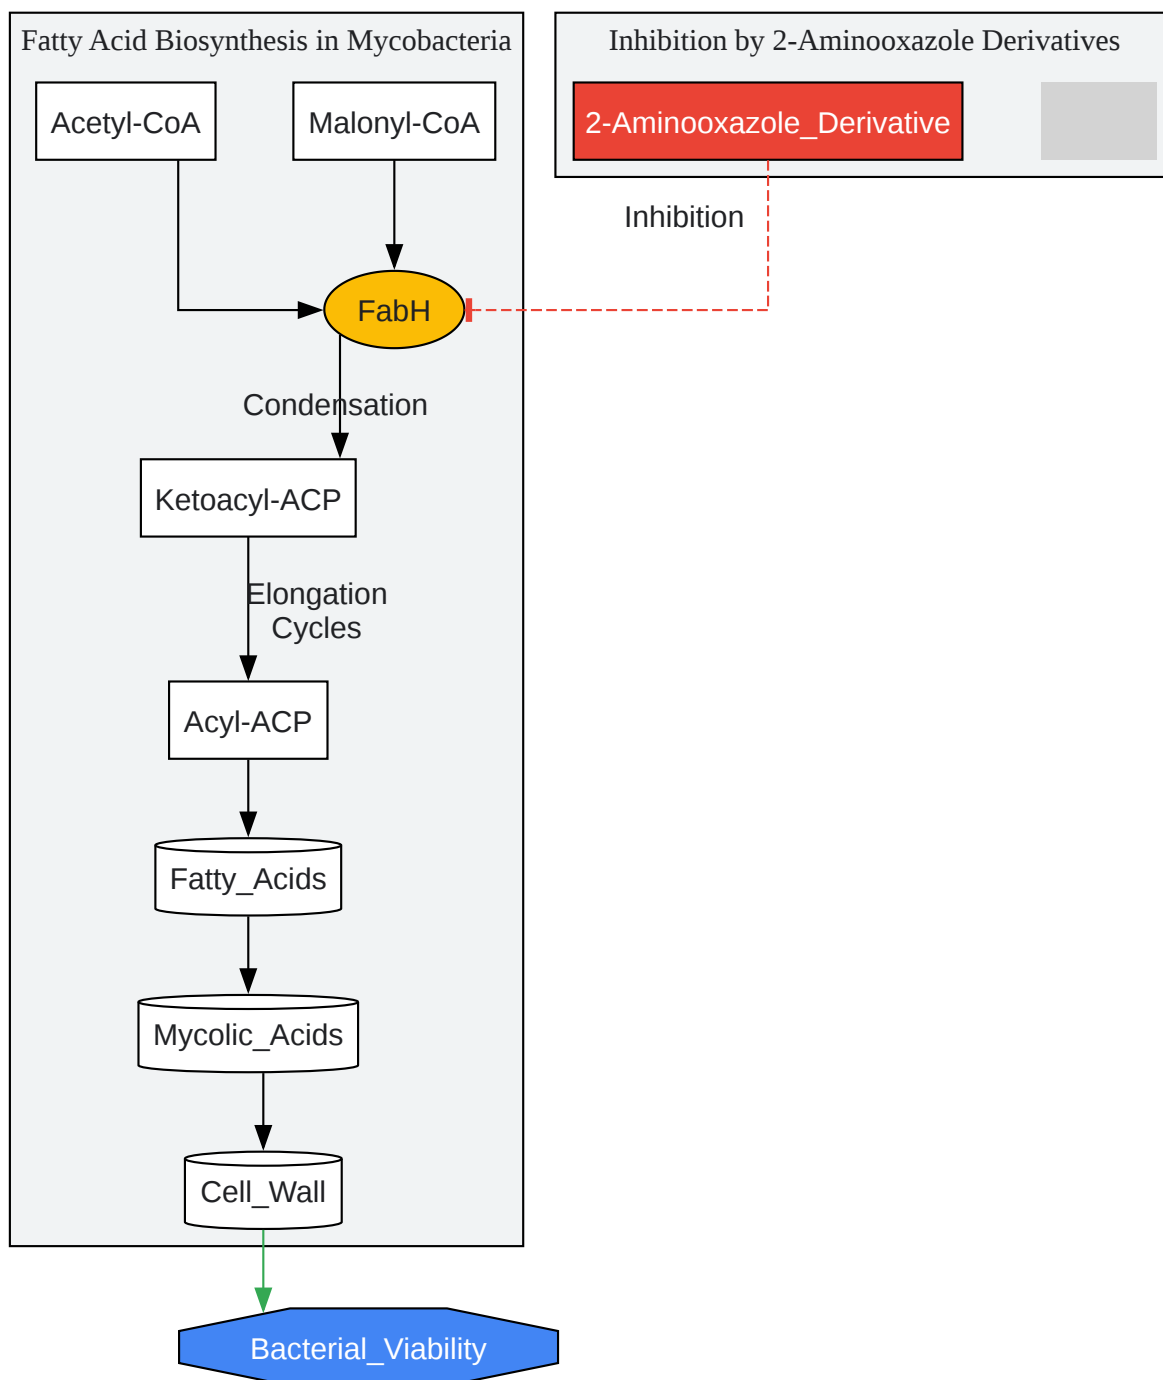 Fatty Acid Biosynthesis in Mycobacteria
Inhibition by 2-Aminooxazole Derivatives
Acetyl-CoA
Malonyl-CoA
2-Aminooxazole_Derivative
Inhibition
FabH
Condensation
Ketoacyl-ACP
Elongation
Cycles
Acyl-ACP
Fatty_Acids
Mycolic_Acids
Cell_Wall
Bacterial_Viability